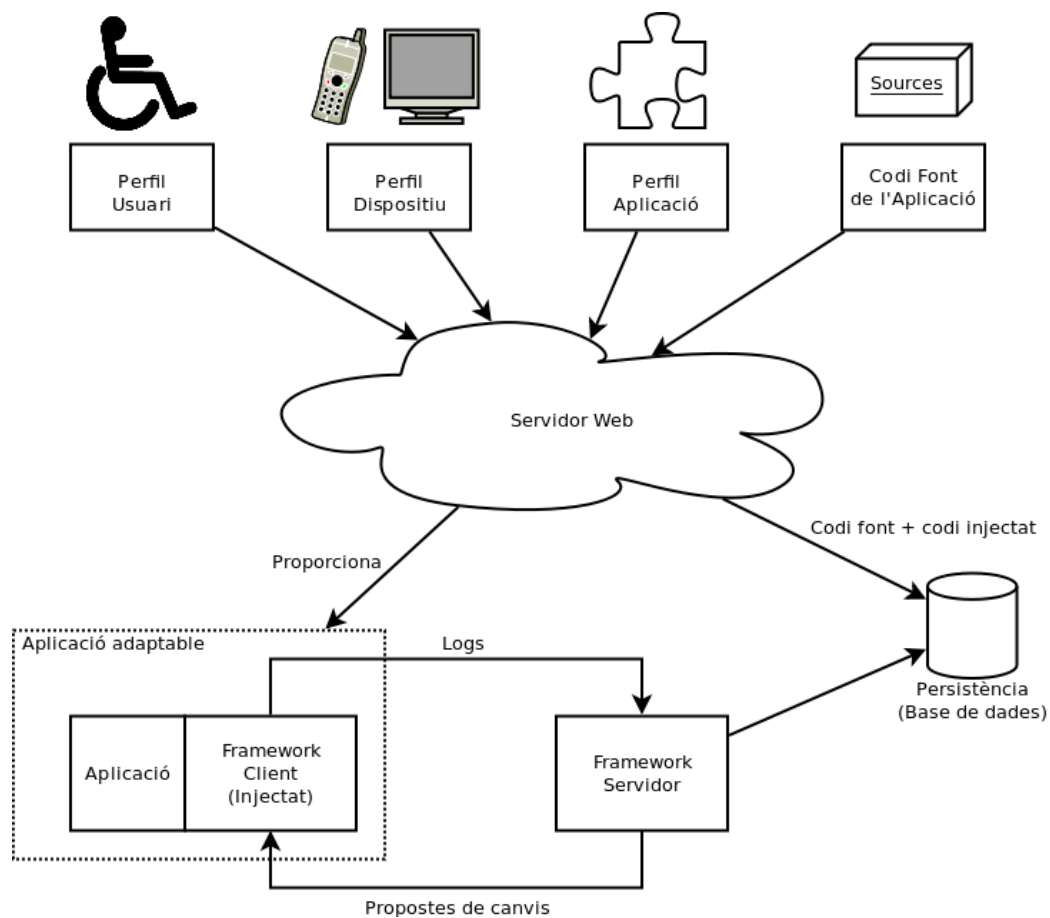 Sources
Perfil
Usuari
Perfil
Dispositiu
Perfil
Aplicació
Codi Font
de l'Aplicació
Servidor Web
Proporciona
Codi font + codi injectat
Aplicació adaptable
Logs
Persistència
(Base de dades)
Aplicació
Framework
Client
(Injectat)
Framework
Servidor
Propostes de canvis